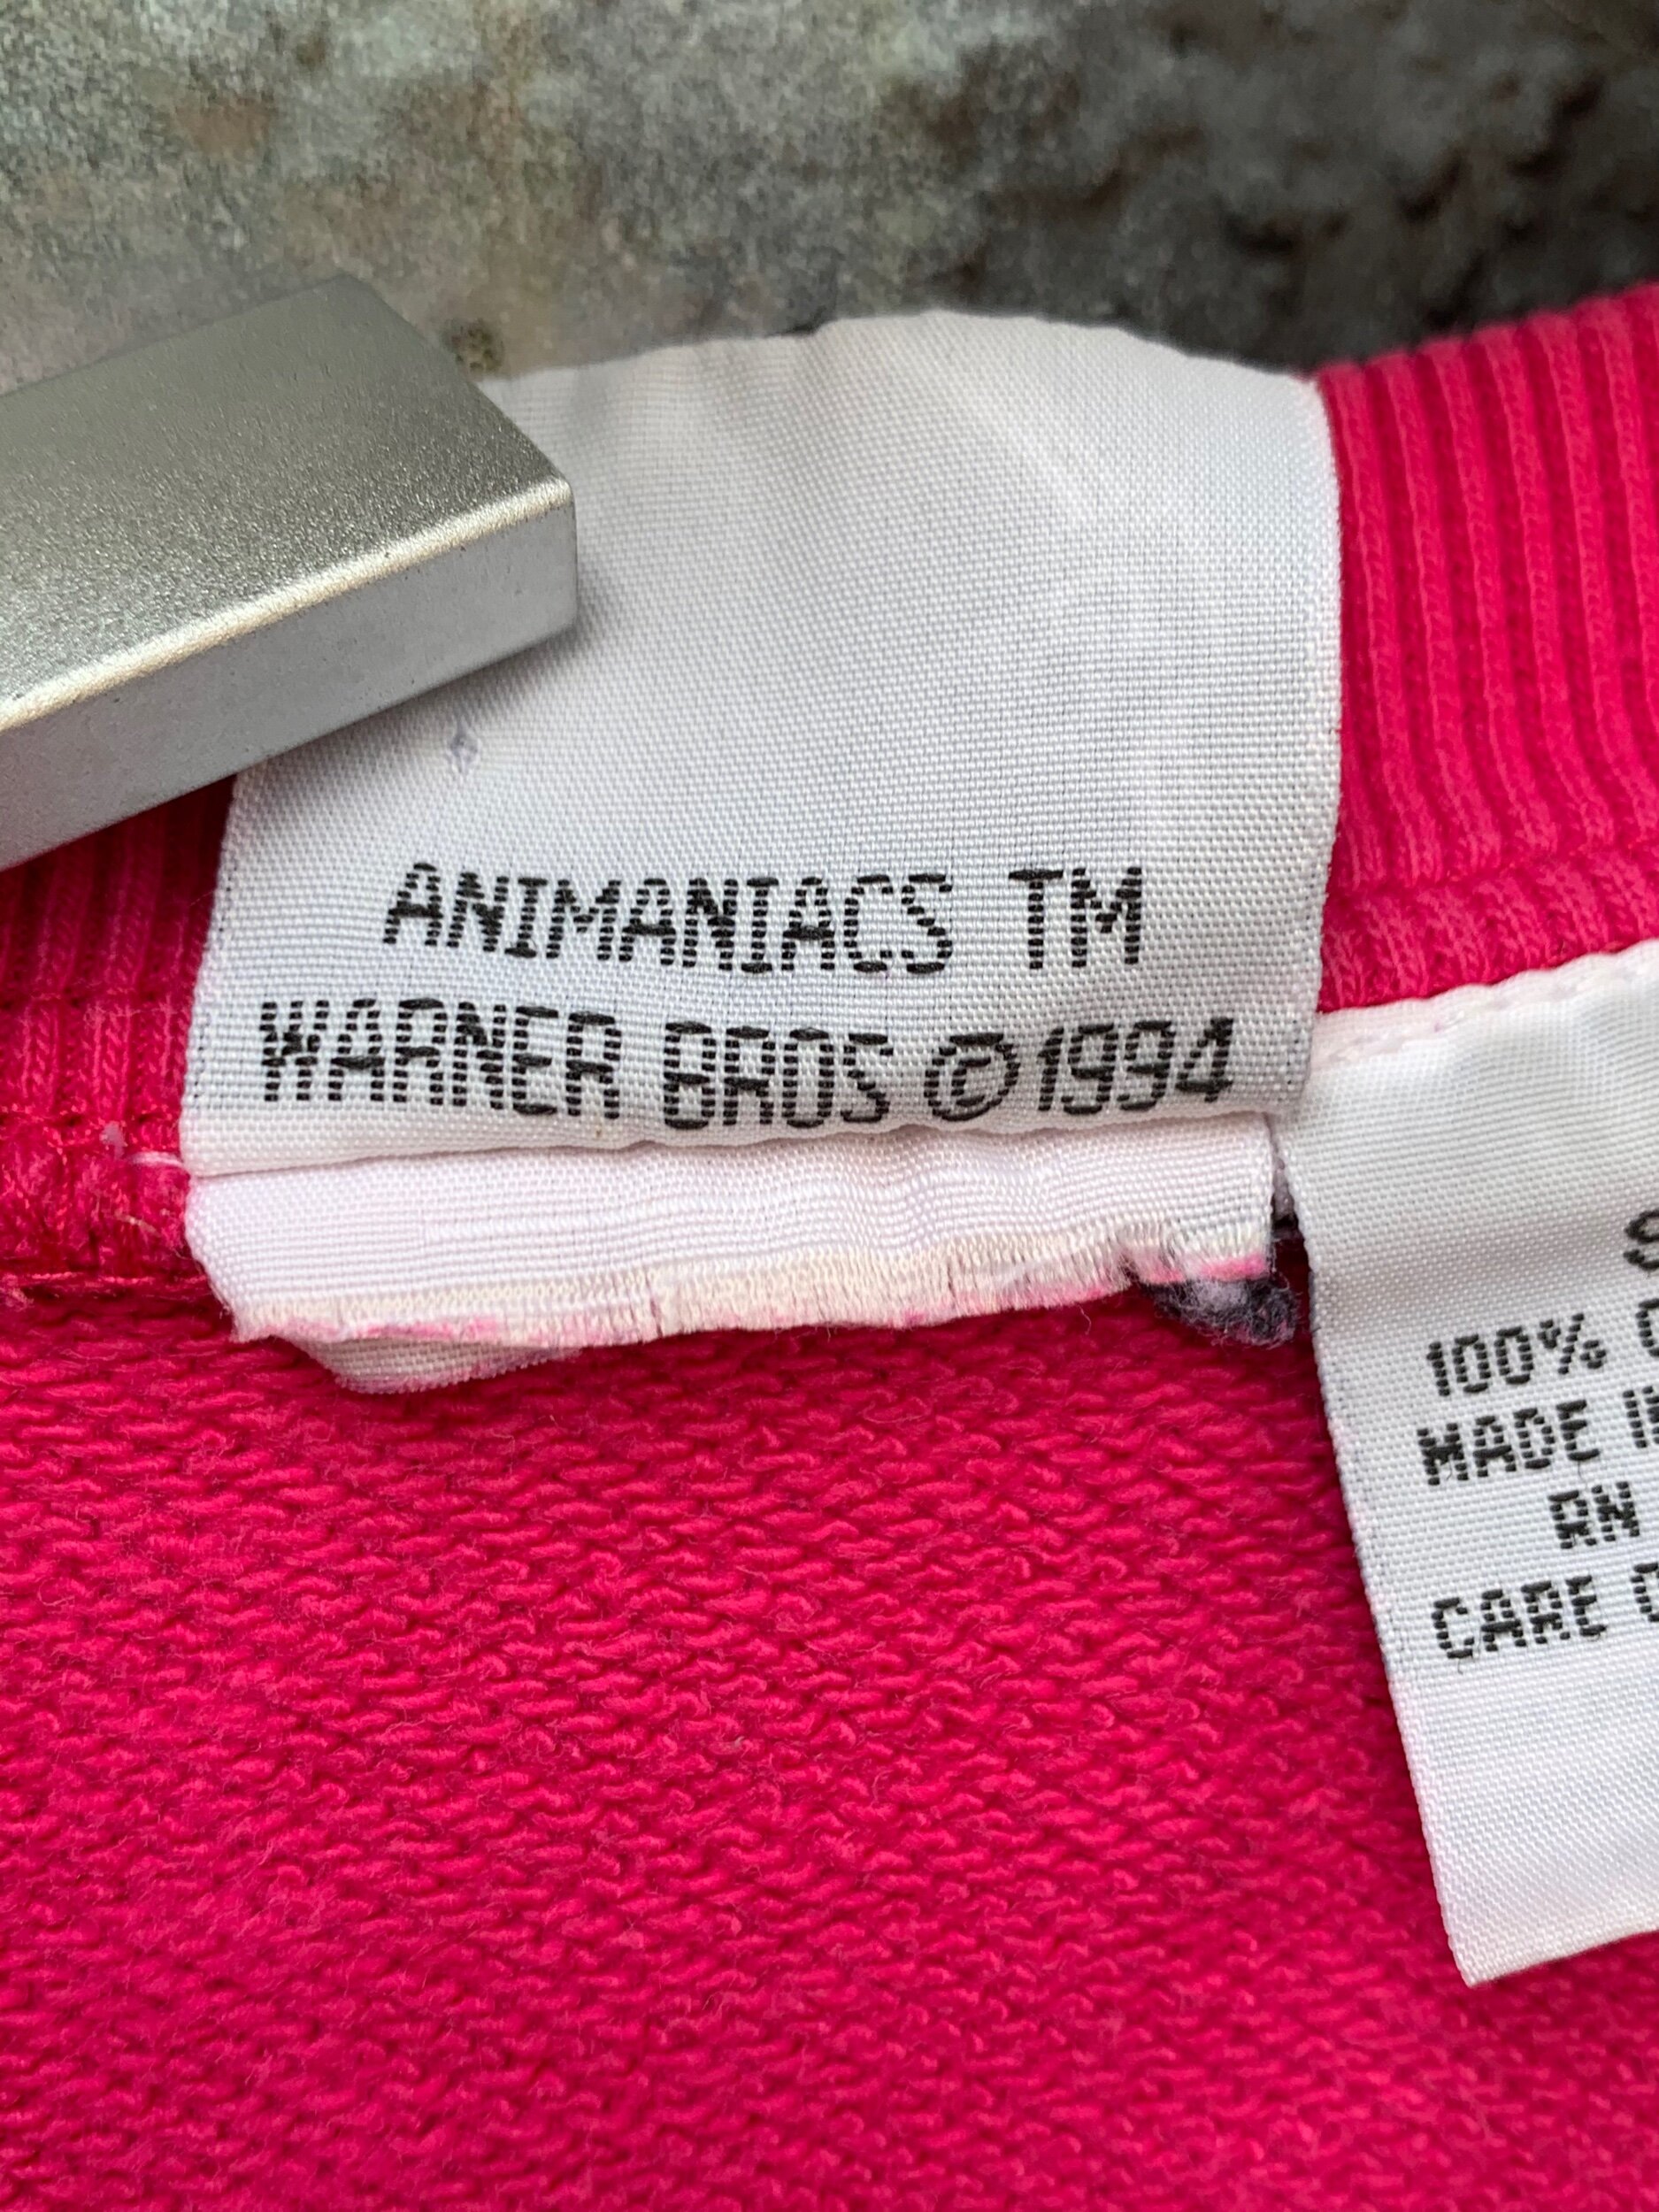 ANIMANIACS TM
WARNER BROS © 1994
S
100%
MADE
RN
CARE